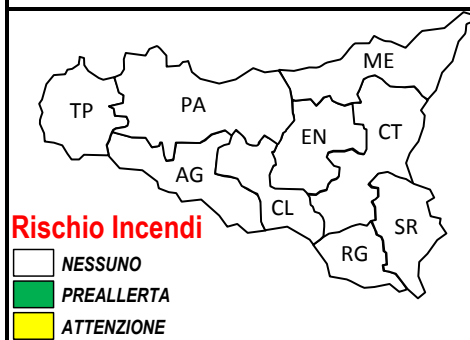 ME
TP
PA
EN
CT
AG
CL
SR
RG
Rischio Incendi
NESSUNO
PREALLERTA
ATTENZIONE